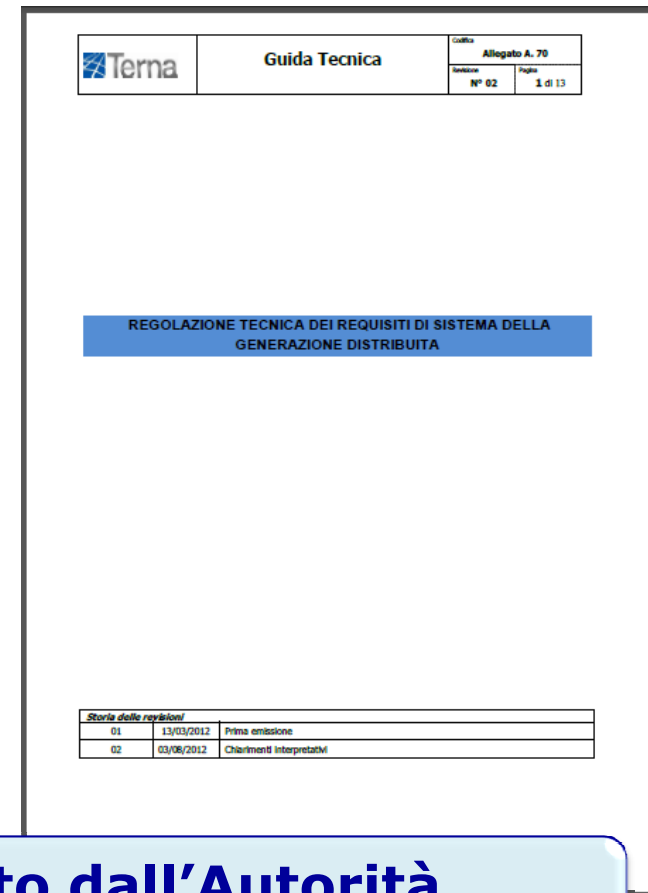 Terna
Guida Tecnica
Codifica
Allegato A. 70
Revisione
N° 02
Pagina
1 di 13
REGOLAZIONE TECNICA DEI REQUISITI DI SISTEMA DELLA
GENERAZIONE DISTRIBUITA
Storia delle revisioni
01 13/03/2012 Prima emissione
02 03/08/2012 Chiarimenti interpretativi
to dall'Autorità